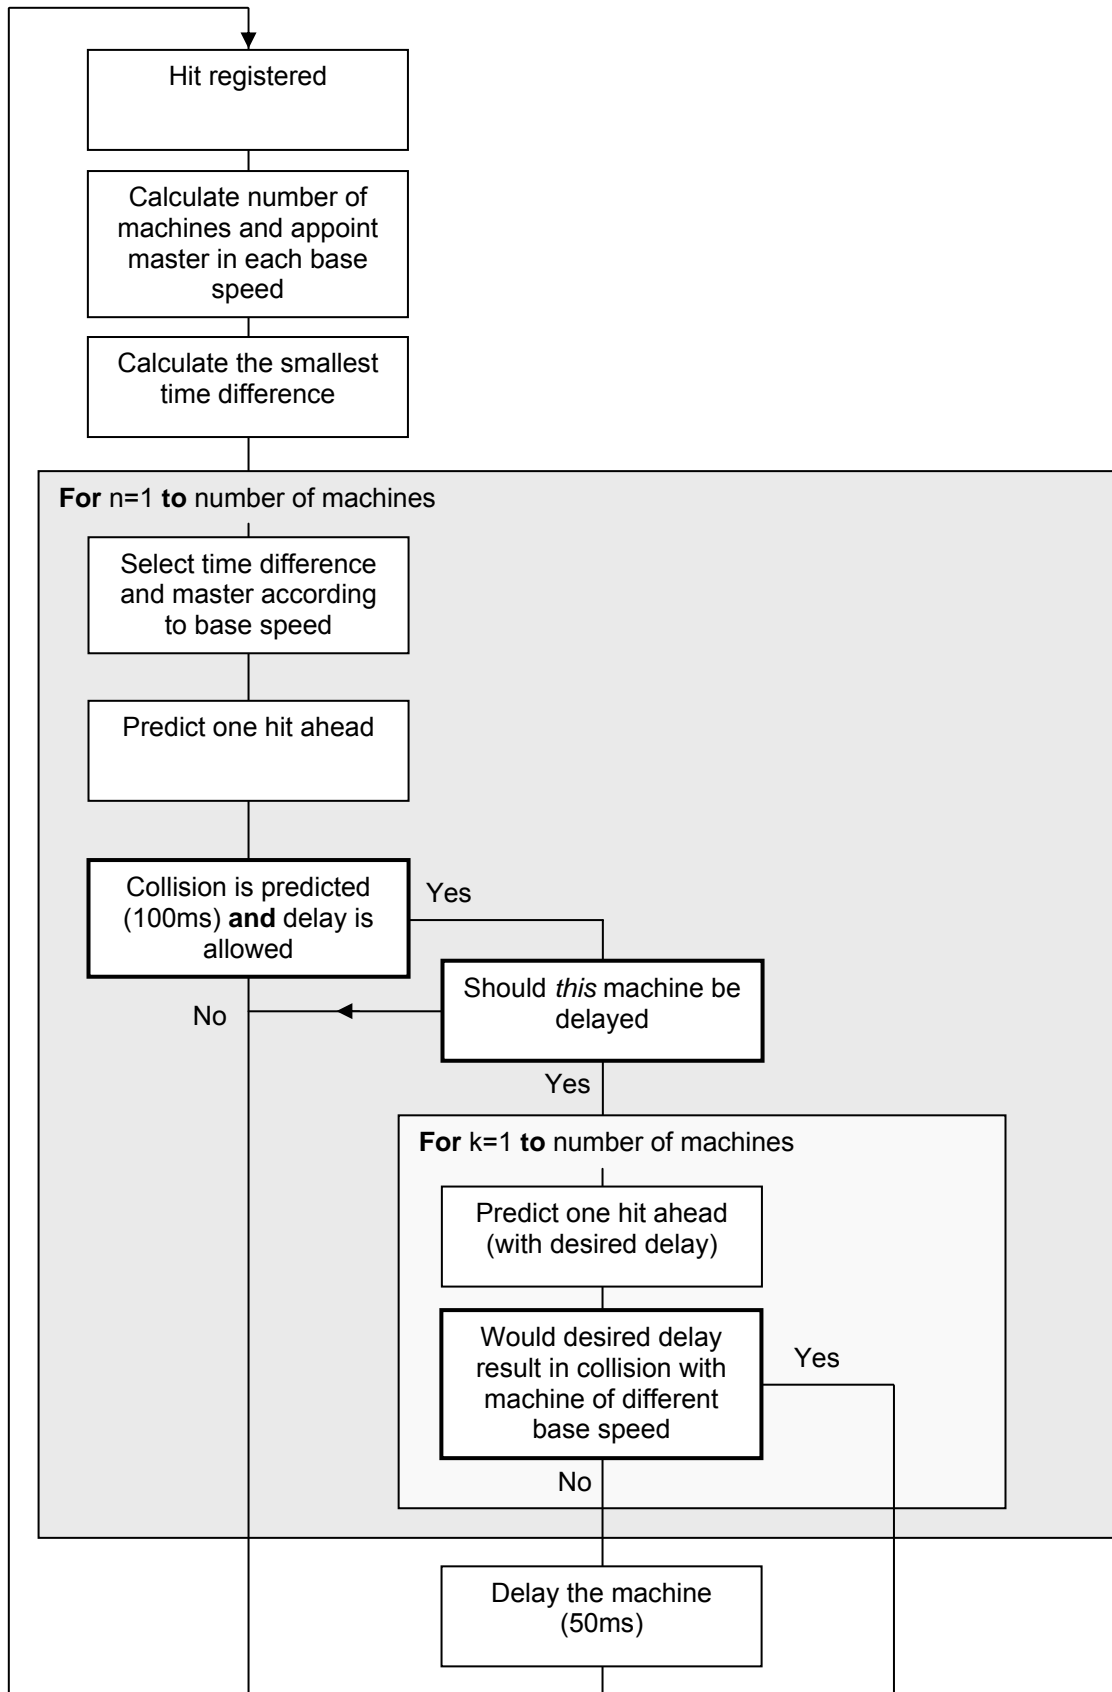 Hit registered
Calculate number of
machines and appoint
master in each base
speed
Calculate the smallest
time difference
For n=1 to number of machines
Select time difference
and master according
to base speed
Predict one hit ahead
Collision is predicted
(100ms) and delay is
allowed
Yes
Should this machine be
delayed
No
Yes
For k=1 to number of machines
Predict one hit ahead
(with desired delay)
Would desired delay
result in collision with
machine of different
base speed
Yes
No
Delay the machine
(50ms)